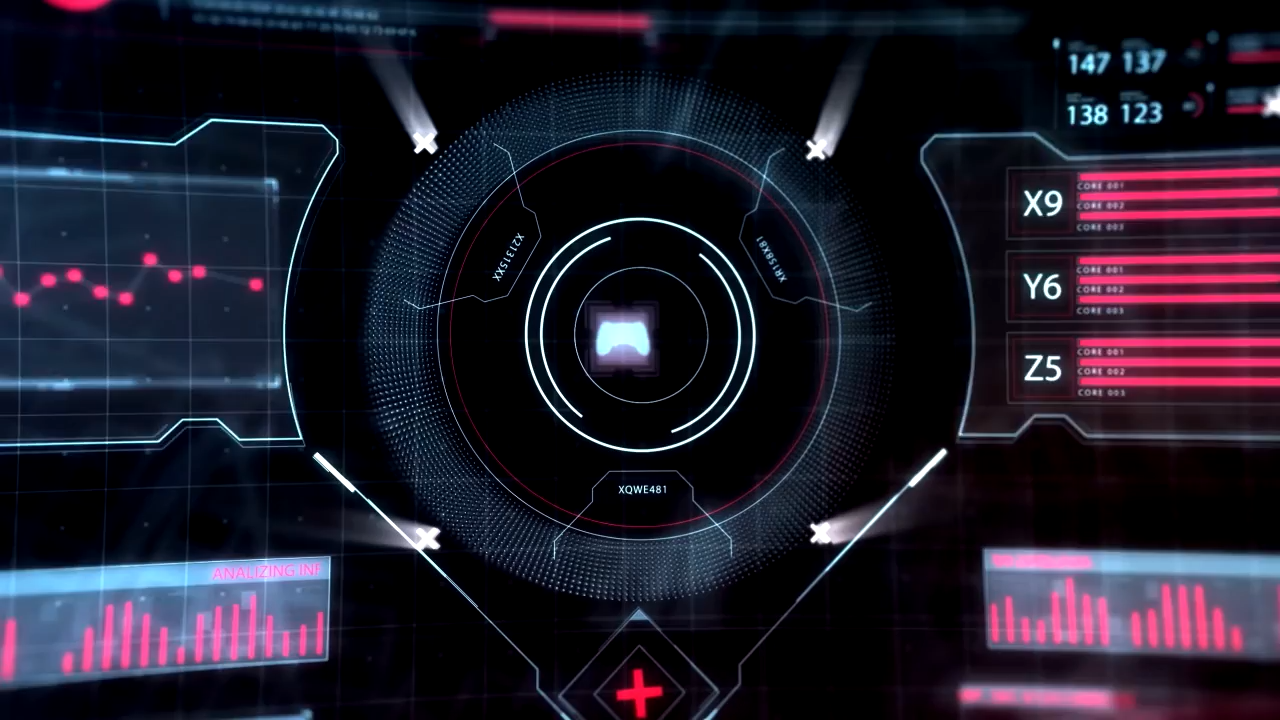 147 137
138 123
X9
CORE 001
CORE 002
CORE 003
Y6
CORE 001
CORE 002
CORE 003
Z5
CORE 001
CORE 002
CORE 003
X2131SXX
XR158X81
XQWE481
ANALIZING INF